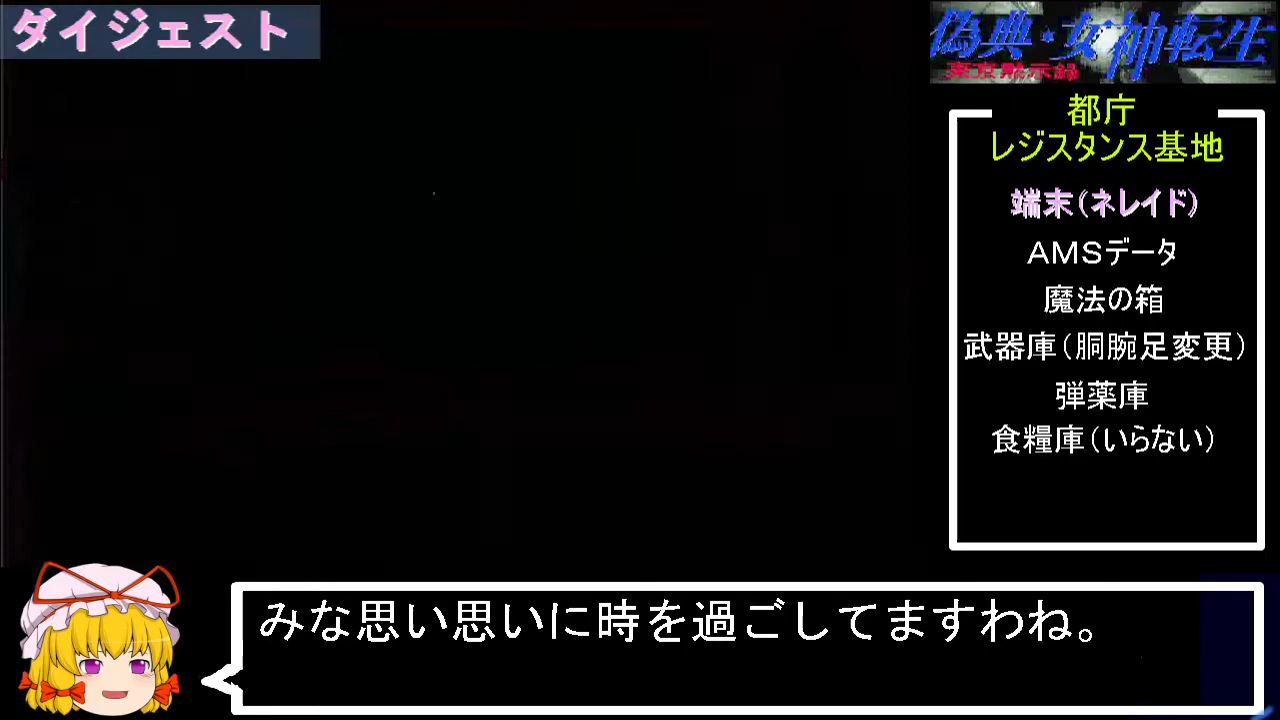 ダイジェスト
偽典・女神転生
東京黙示録
都庁
レジスタンス基地
端末(ネレイド)
AMSデータ
魔法の箱
武器庫(胴腕足変更)
弾薬庫
食糧庫(いらない)
みな思い思いに時を過ごしてますわね。